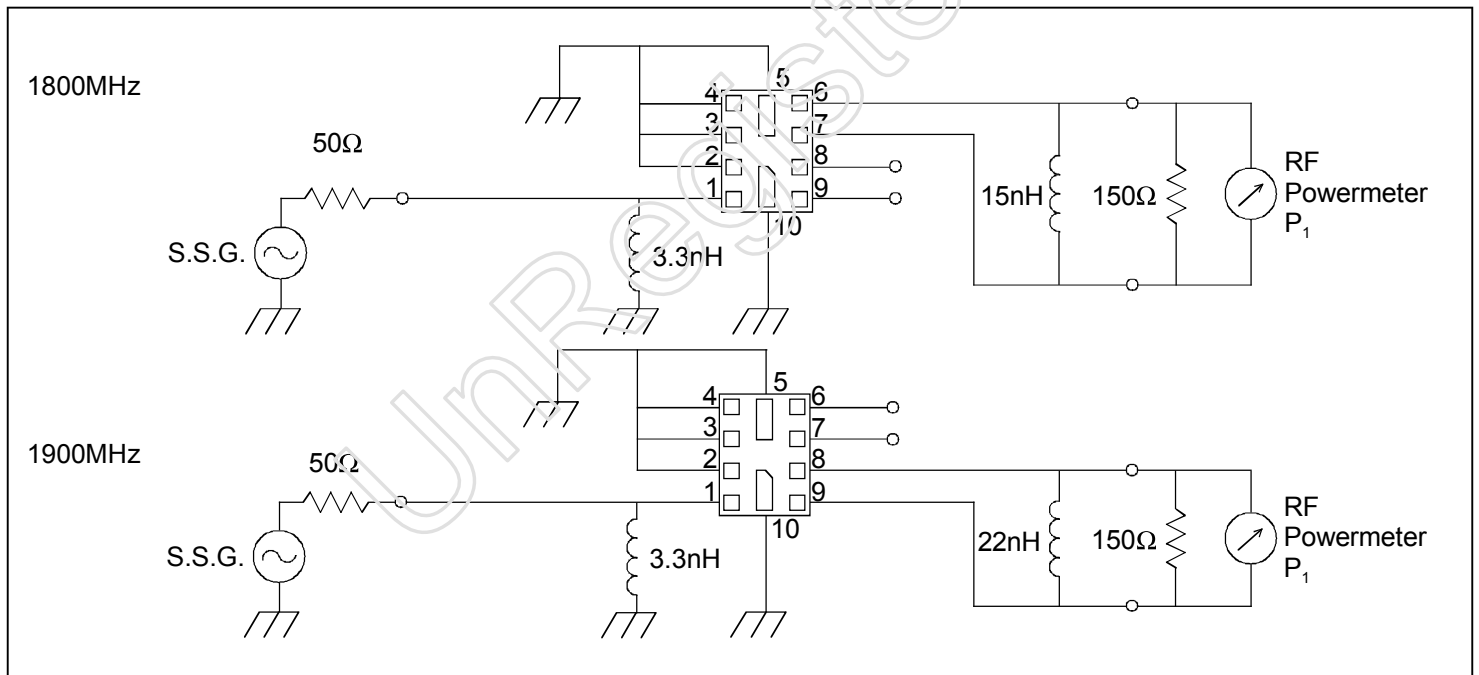 1800MHz
50Ω
S.S.G.
3.3nH
5
4
3
2
1
6
7
8
9
10
15nH
150Ω
RF
Powermeter
P₁
1900MHz
50Ω
S.S.G.
3.3nH
5
4
3
2
1
6
7
8
9
10
22nH
150Ω
RF
Powermeter
P₁
UnRegiste